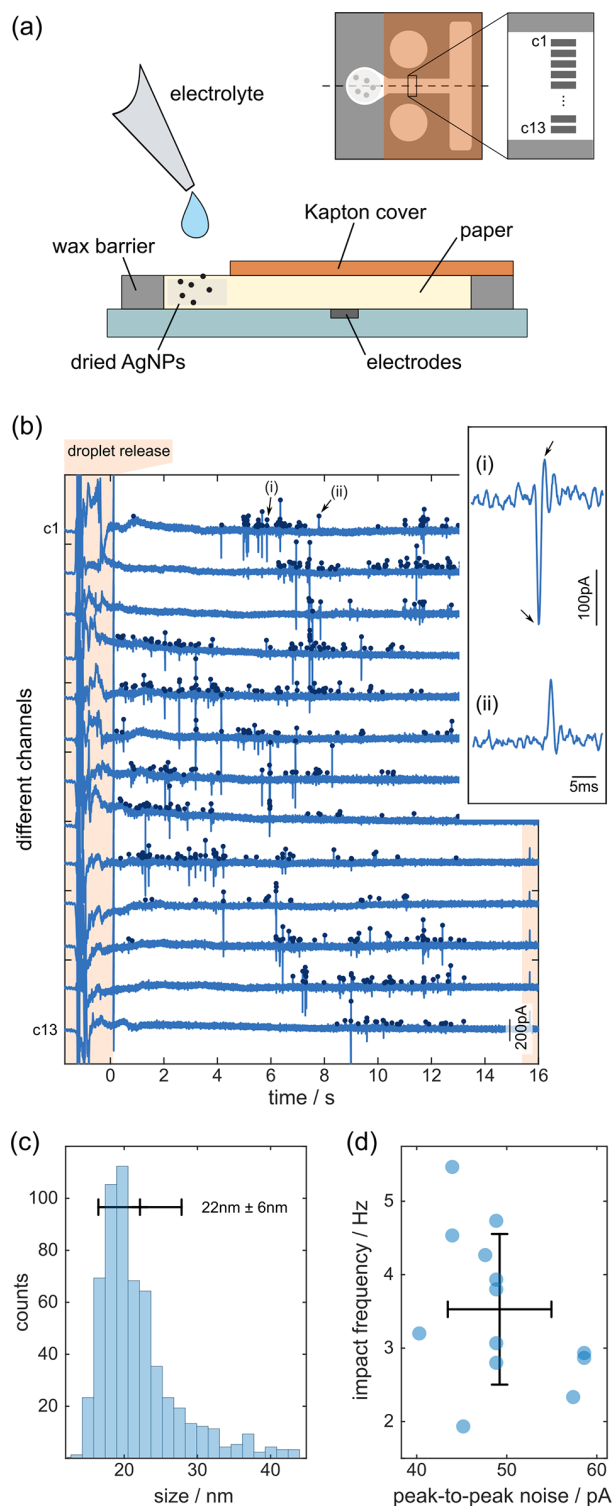 (a)
electrolyte
c1
...
c13
Kapton cover
wax barrier
paper
dried AgNPs
electrodes
(b)
droplet release
(i)
(ii)
c1
c13
different channels
200pA
0 2 4 6 8 10 12 14 16
time / s
(i)
100pA
(ii)
5ms
(c)
22nm ± 6nm
100
80
60
40
20
counts
20 30 40
size / nm
(d)
5
4
3
2
impact frequency / Hz
40 50 60
peak-to-peak noise / pA